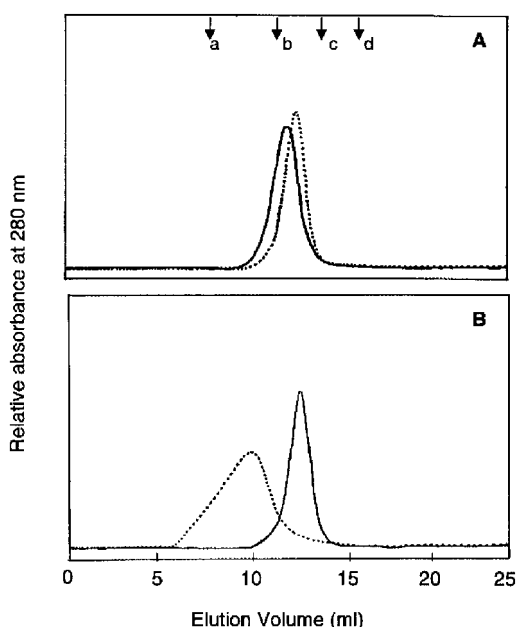 a b c d A
Relative absorbance at 280 nm
B
0 5 10 15 20 25
Elution Volume (ml)